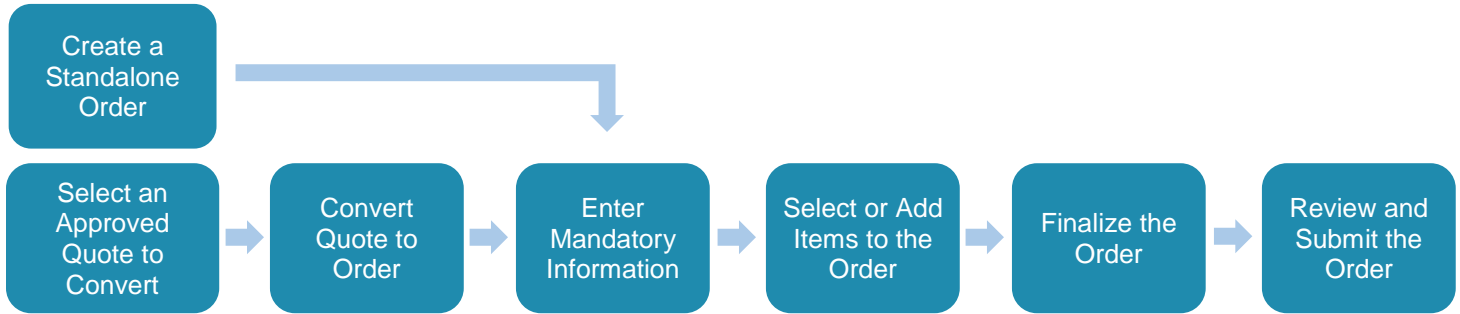 Create a
Standalone
Order
Select an
Approved
Quote to
Convert
Convert
Quote to
Order
Enter
Mandatory
Information
Select or Add
Items to the
Order
Finalize the
Order
Review and
Submit the
Order